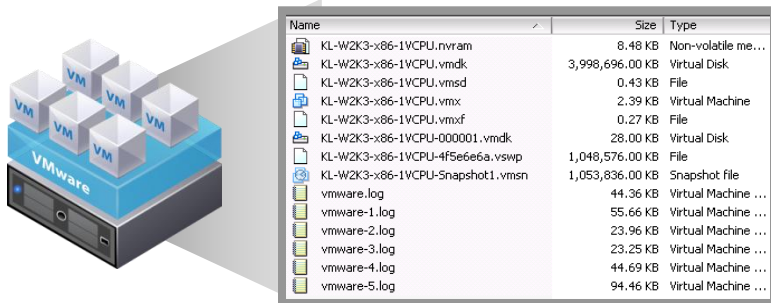 VM
VM
VM
VM
VM
VM
VMware
Name Size Type
KL-W2K3-x86-1VCPU.nvram 8.48 KB Non-volatile me...
KL-W2K3-x86-1VCPU.vmdk 3,998,696.00 KB Virtual Disk
KL-W2K3-x86-1VCPU.vmsd 0.43 KB File
KL-W2K3-x86-1VCPU.vmx 2.39 KB Virtual Machine
KL-W2K3-x86-1VCPU.vmxf 0.27 KB File
KL-W2K3-x86-1VCPU-000001.vmdk 28.00 KB Virtual Disk
KL-W2K3-x86-1VCPU-4f5e6e6a.vswp 1,048,576.00 KB File
KL-W2K3-x86-1VCPU-Snapshot1.vmsn 1,053,836.00 KB Snapshot file
vmware.log 44.36 KB Virtual Machine ...
vmware-1.log 55.66 KB Virtual Machine ...
vmware-2.log 23.96 KB Virtual Machine ...
vmware-3.log 23.25 KB Virtual Machine ...
vmware-4.log 44.69 KB Virtual Machine ...
vmware-5.log 94.46 KB Virtual Machine ...